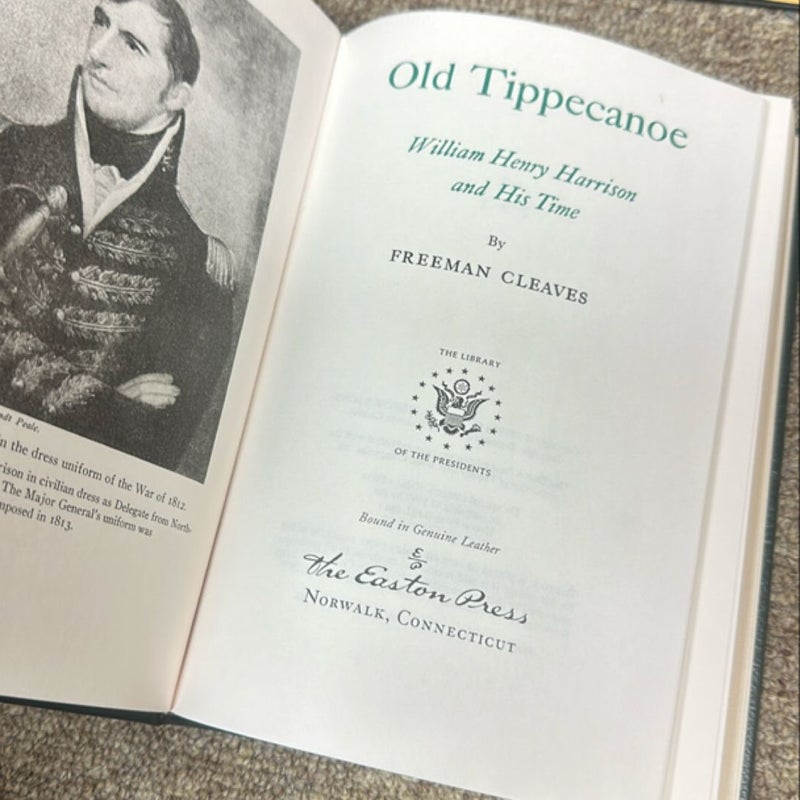 Peale.
in the dress uniform of the War of 1812.
rison in civilian dress as Delegate from North-
The Major General's uniform was
mposed in 1813.
Old Tippecanoe
William Henry Harrison
and His Time
By
FREEMAN CLEAVES
THE LIBRARY
OF THE PRESIDENTS
Bound in Genuine Leather
The Easton Press
NORWALK, CONNECTICUT